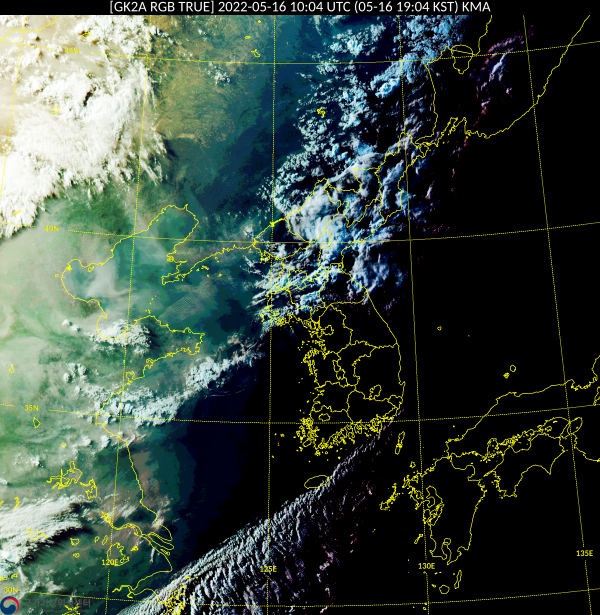 [GK2A RGB TRUE] 2022-05-16 10:04 UTC (05-16 19:04 KST) KMA
40N
35N
120E
125E
130E
135E
30N